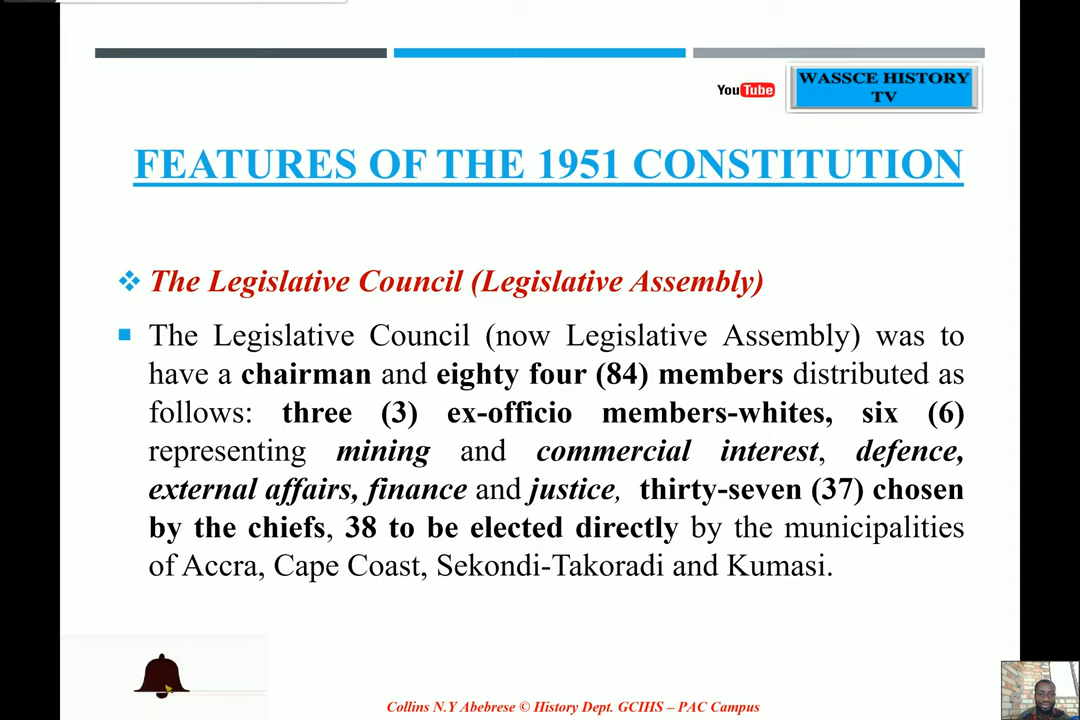 YouTube
WASSCE HISTORY
TV
FEATURES OF THE 1951 CONSTITUTION
The Legislative Council (Legislative Assembly)
The Legislative Council (now Legislative Assembly) was to
have a chairman and eighty four (84) members distributed as
follows: three (3) ex-officio members-whites, six (6)
representing mining and commercial interest, defence,
external affairs, finance and justice, thirty-seven (37) chosen
by the chiefs, 38 to be elected directly by the municipalities
of Accra, Cape Coast, Sekondi-Takoradi and Kumasi.
Collins N.Y Abebrese © History Dept. GCIHS – PAC Campus